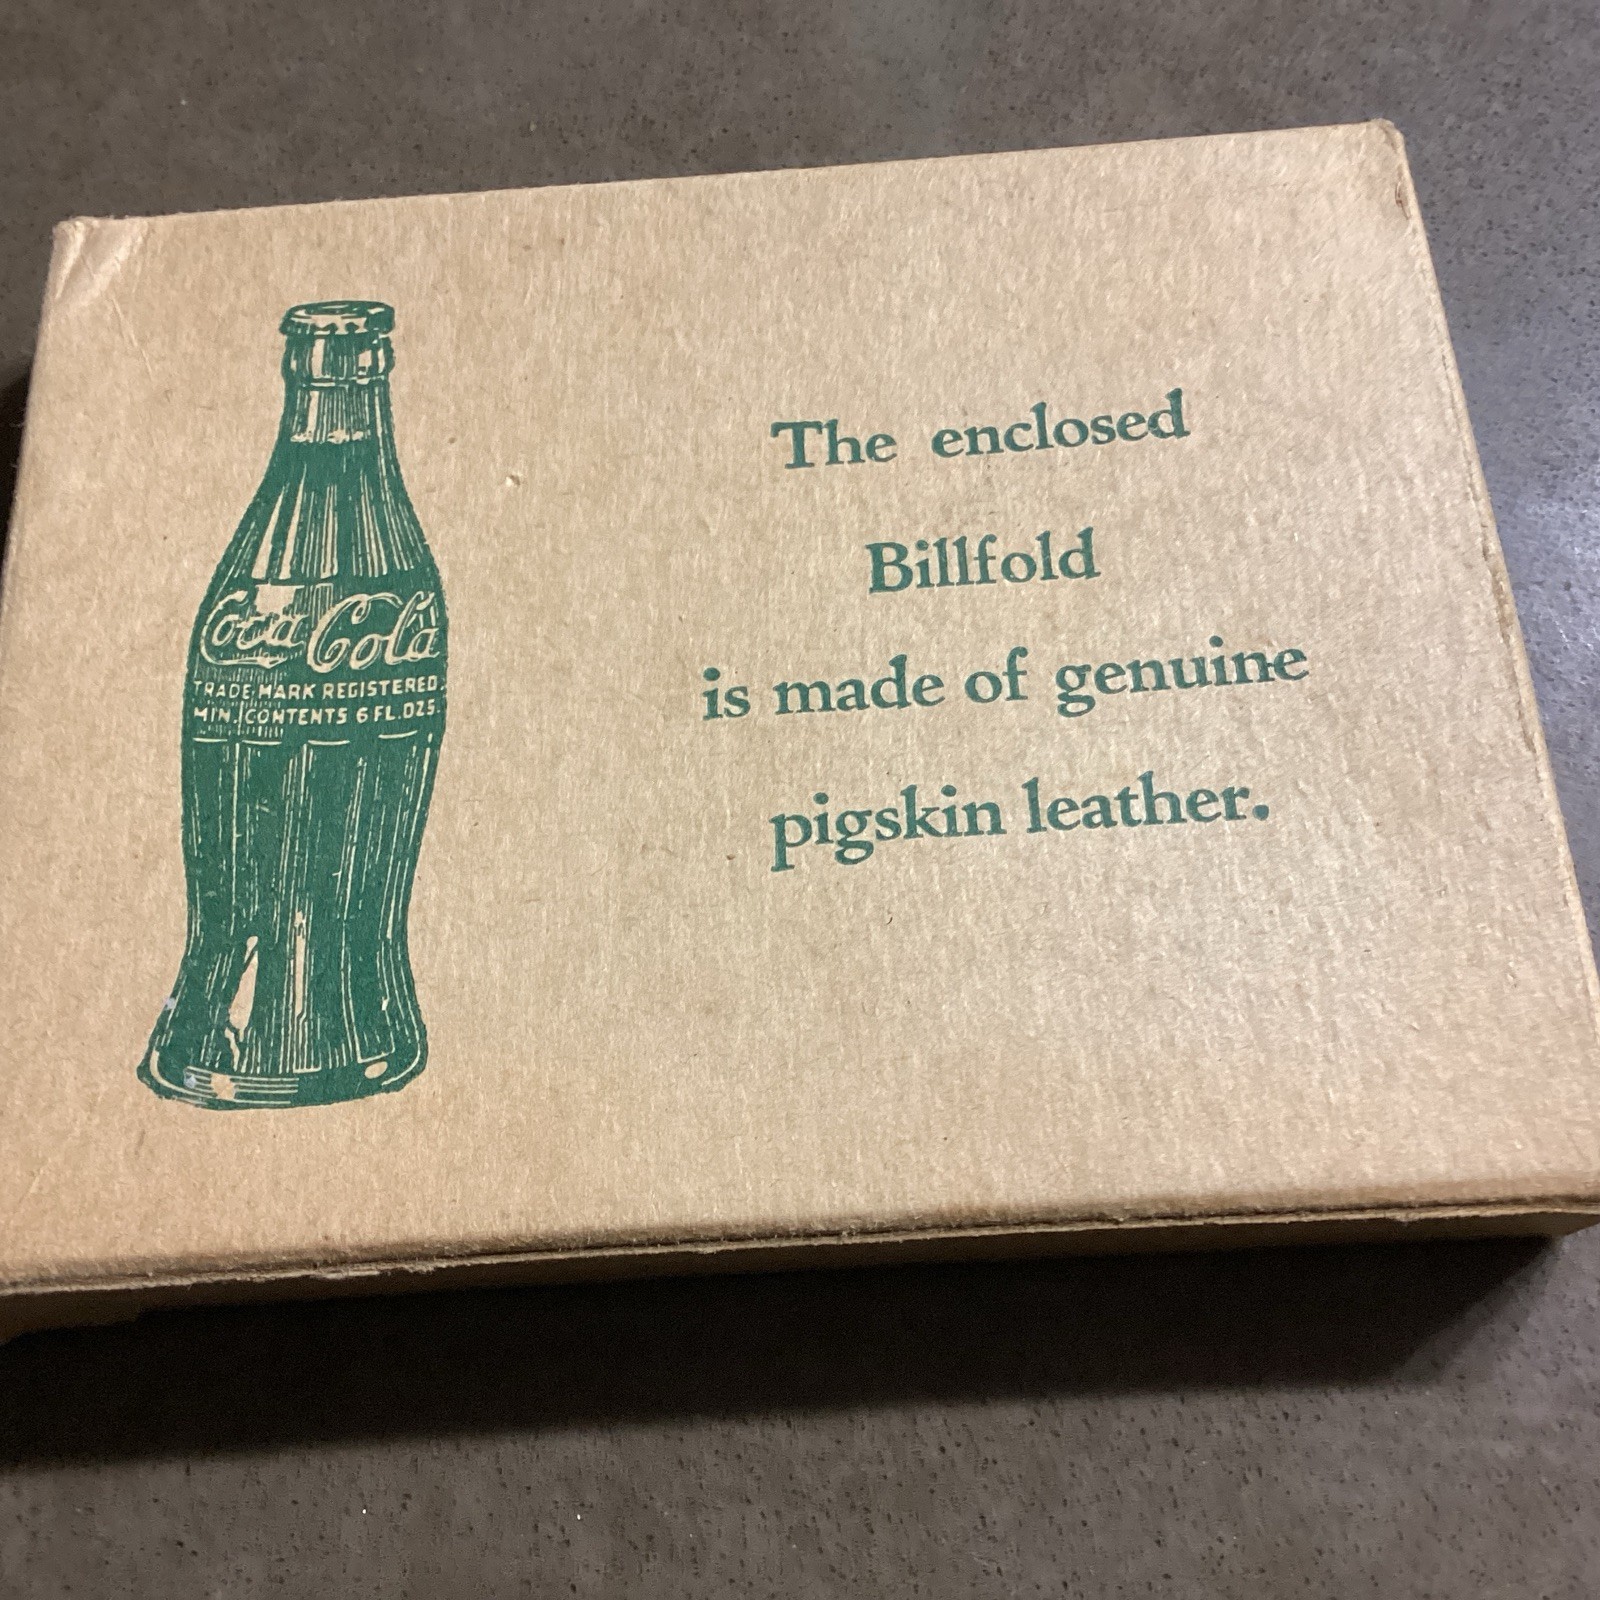 Coca-Cola
TRADE MARK REGISTERED.
MIN. CONTENTS 6 FL. OZS.
The enclosed
Billfold
is made of genuine
pigskin leather.